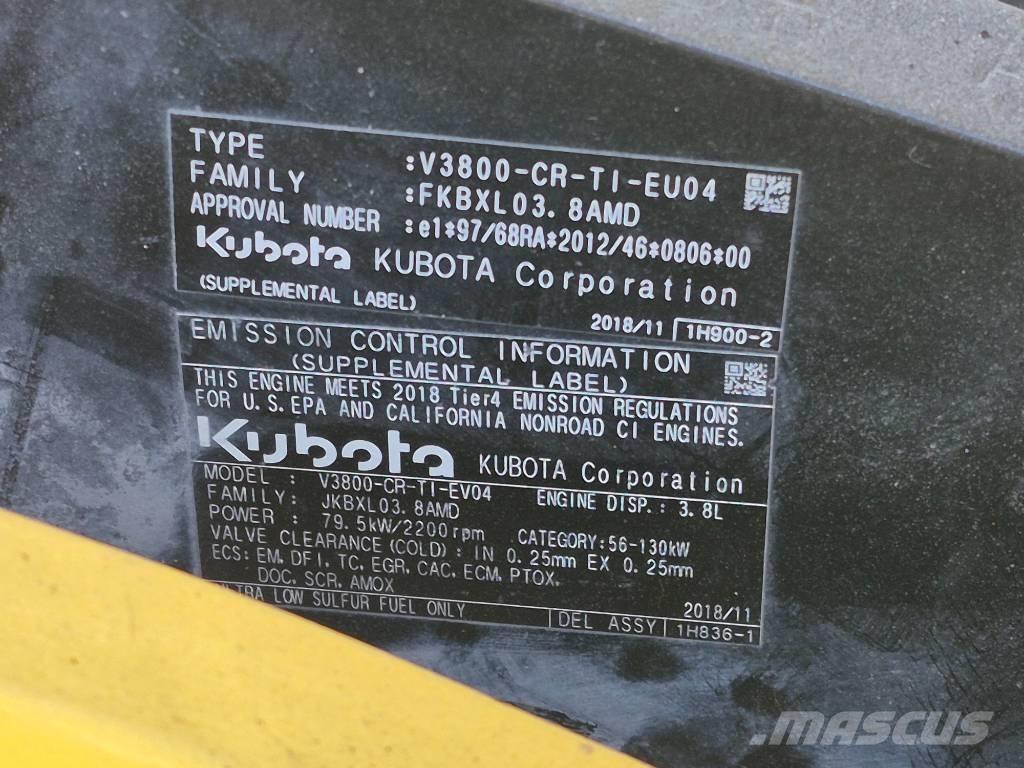 TYPE :V3800-CR-TI-EU04
FAMILY :FKBXL03.8AMD
APPROVAL NUMBER :e1*97/68RA*2012/46*0806*00
Kubota KUBOTA Corporation
(SUPPLEMENTAL LABEL)
2018/11 1H900-2
EMISSION CONTROL INFORMATION
(SUPPLEMENTAL LABEL)
THIS ENGINE MEETS 2018 Tier4 EMISSION REGULATIONS
FOR U.S.EPA AND CALIFORNIA NONROAD CI ENGINES.
Kubota KUBOTA Corporation
MODEL : V3800-CR-TI-EV04 ENGINE DISP.: 3.8L
FAMILY: JKBXL03.8AMD
POWER : 79.5kW/2200rpm CATEGORY:56-130kW
VALVE CLEARANCE(COLD): IN 0.25mm EX 0.25mm
ECS: EM, DFI, TC, EGR, CAC, ECM, PTOX,
DOC, SCR, AMOX 2018/11
ULTRA LOW SULFUR FUEL ONLY DEL ASSY 1H836-1
MASCUS